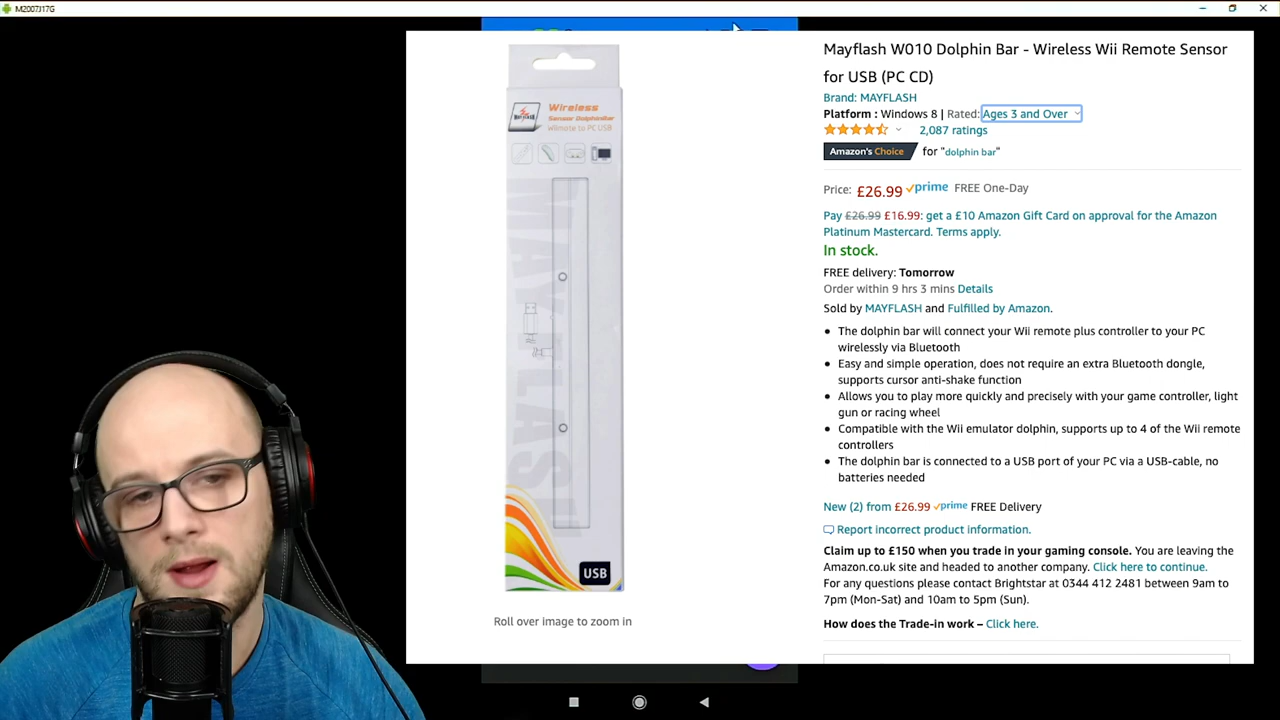 M2007J17G
Mayflash W010 Dolphin Bar - Wireless Wii Remote Sensor
for USB (PC CD)
Brand: MAYFLASH
Platform : Windows 8 | Rated: Ages 3 and Over
2,087 ratings
Amazon's Choice for "dolphin bar"
Price: £26.99 prime FREE One-Day
Pay £26.99 £16.99: get a £10 Amazon Gift Card on approval for the Amazon
Platinum Mastercard. Terms apply.
In stock.
FREE delivery: Tomorrow
Order within 9 hrs 3 mins Details
Sold by MAYFLASH and Fulfilled by Amazon.
The dolphin bar will connect your Wii remote plus controller to your PC
wirelessly via Bluetooth
Easy and simple operation, does not require an extra Bluetooth dongle,
supports cursor anti-shake function
Allows you to play more quickly and precisely with your game controller, light
gun or racing wheel
Compatible with the Wii emulator dolphin, supports up to 4 of the Wii remote
controllers
The dolphin bar is connected to a USB port of your PC via a USB-cable, no
batteries needed
New (2) from £26.99 prime FREE Delivery
Report incorrect product information.
Claim up to £150 when you trade in your gaming console. You are leaving the
Amazon.co.uk site and headed to another company. Click here to continue.
For any questions please contact Brightstar at 0344 412 2481 between 9am to
7pm (Mon-Sat) and 10am to 5pm (Sun).
How does the Trade-in work – Click here.
Wireless
Sensor DolphinBar
Wiimote to PC USB
MAYFLASH
MAYFLASH
USB
Roll over image to zoom in